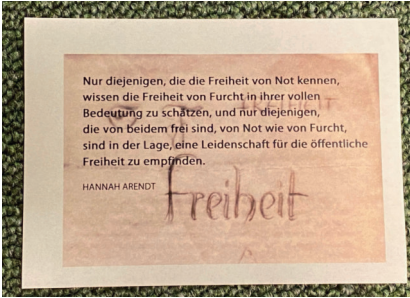 Nur diejenigen, die die Freiheit von Not kennen,
wissen die Freiheit von Furcht in ihrer vollen
Bedeutung zu schätzen, und nur diejenigen,
die von beidem frei sind, von Not wie von Furcht,
sind in der Lage, eine Leidenschaft für die öffentliche
Freiheit zu empfinden.
HANNAH ARENDT
FREIHEIT
freiheit